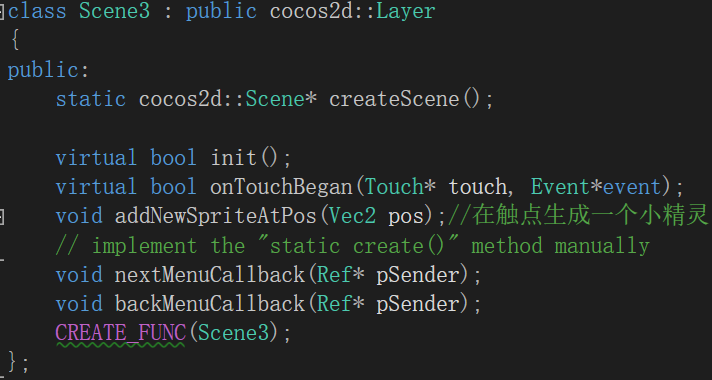 class Scene3 : public cocos2d::Layer
{
public:
    static cocos2d::Scene* createScene();

    virtual bool init();
    virtual bool onTouchBegan(Touch* touch, Event*event);
    void addNewSpriteAtPos(Vec2 pos);//在触点生成一个小精灵
    // implement the "static create()" method manually
    void nextMenuCallback(Ref* pSender);
    void backMenuCallback(Ref* pSender);
    CREATE_FUNC(Scene3);
};